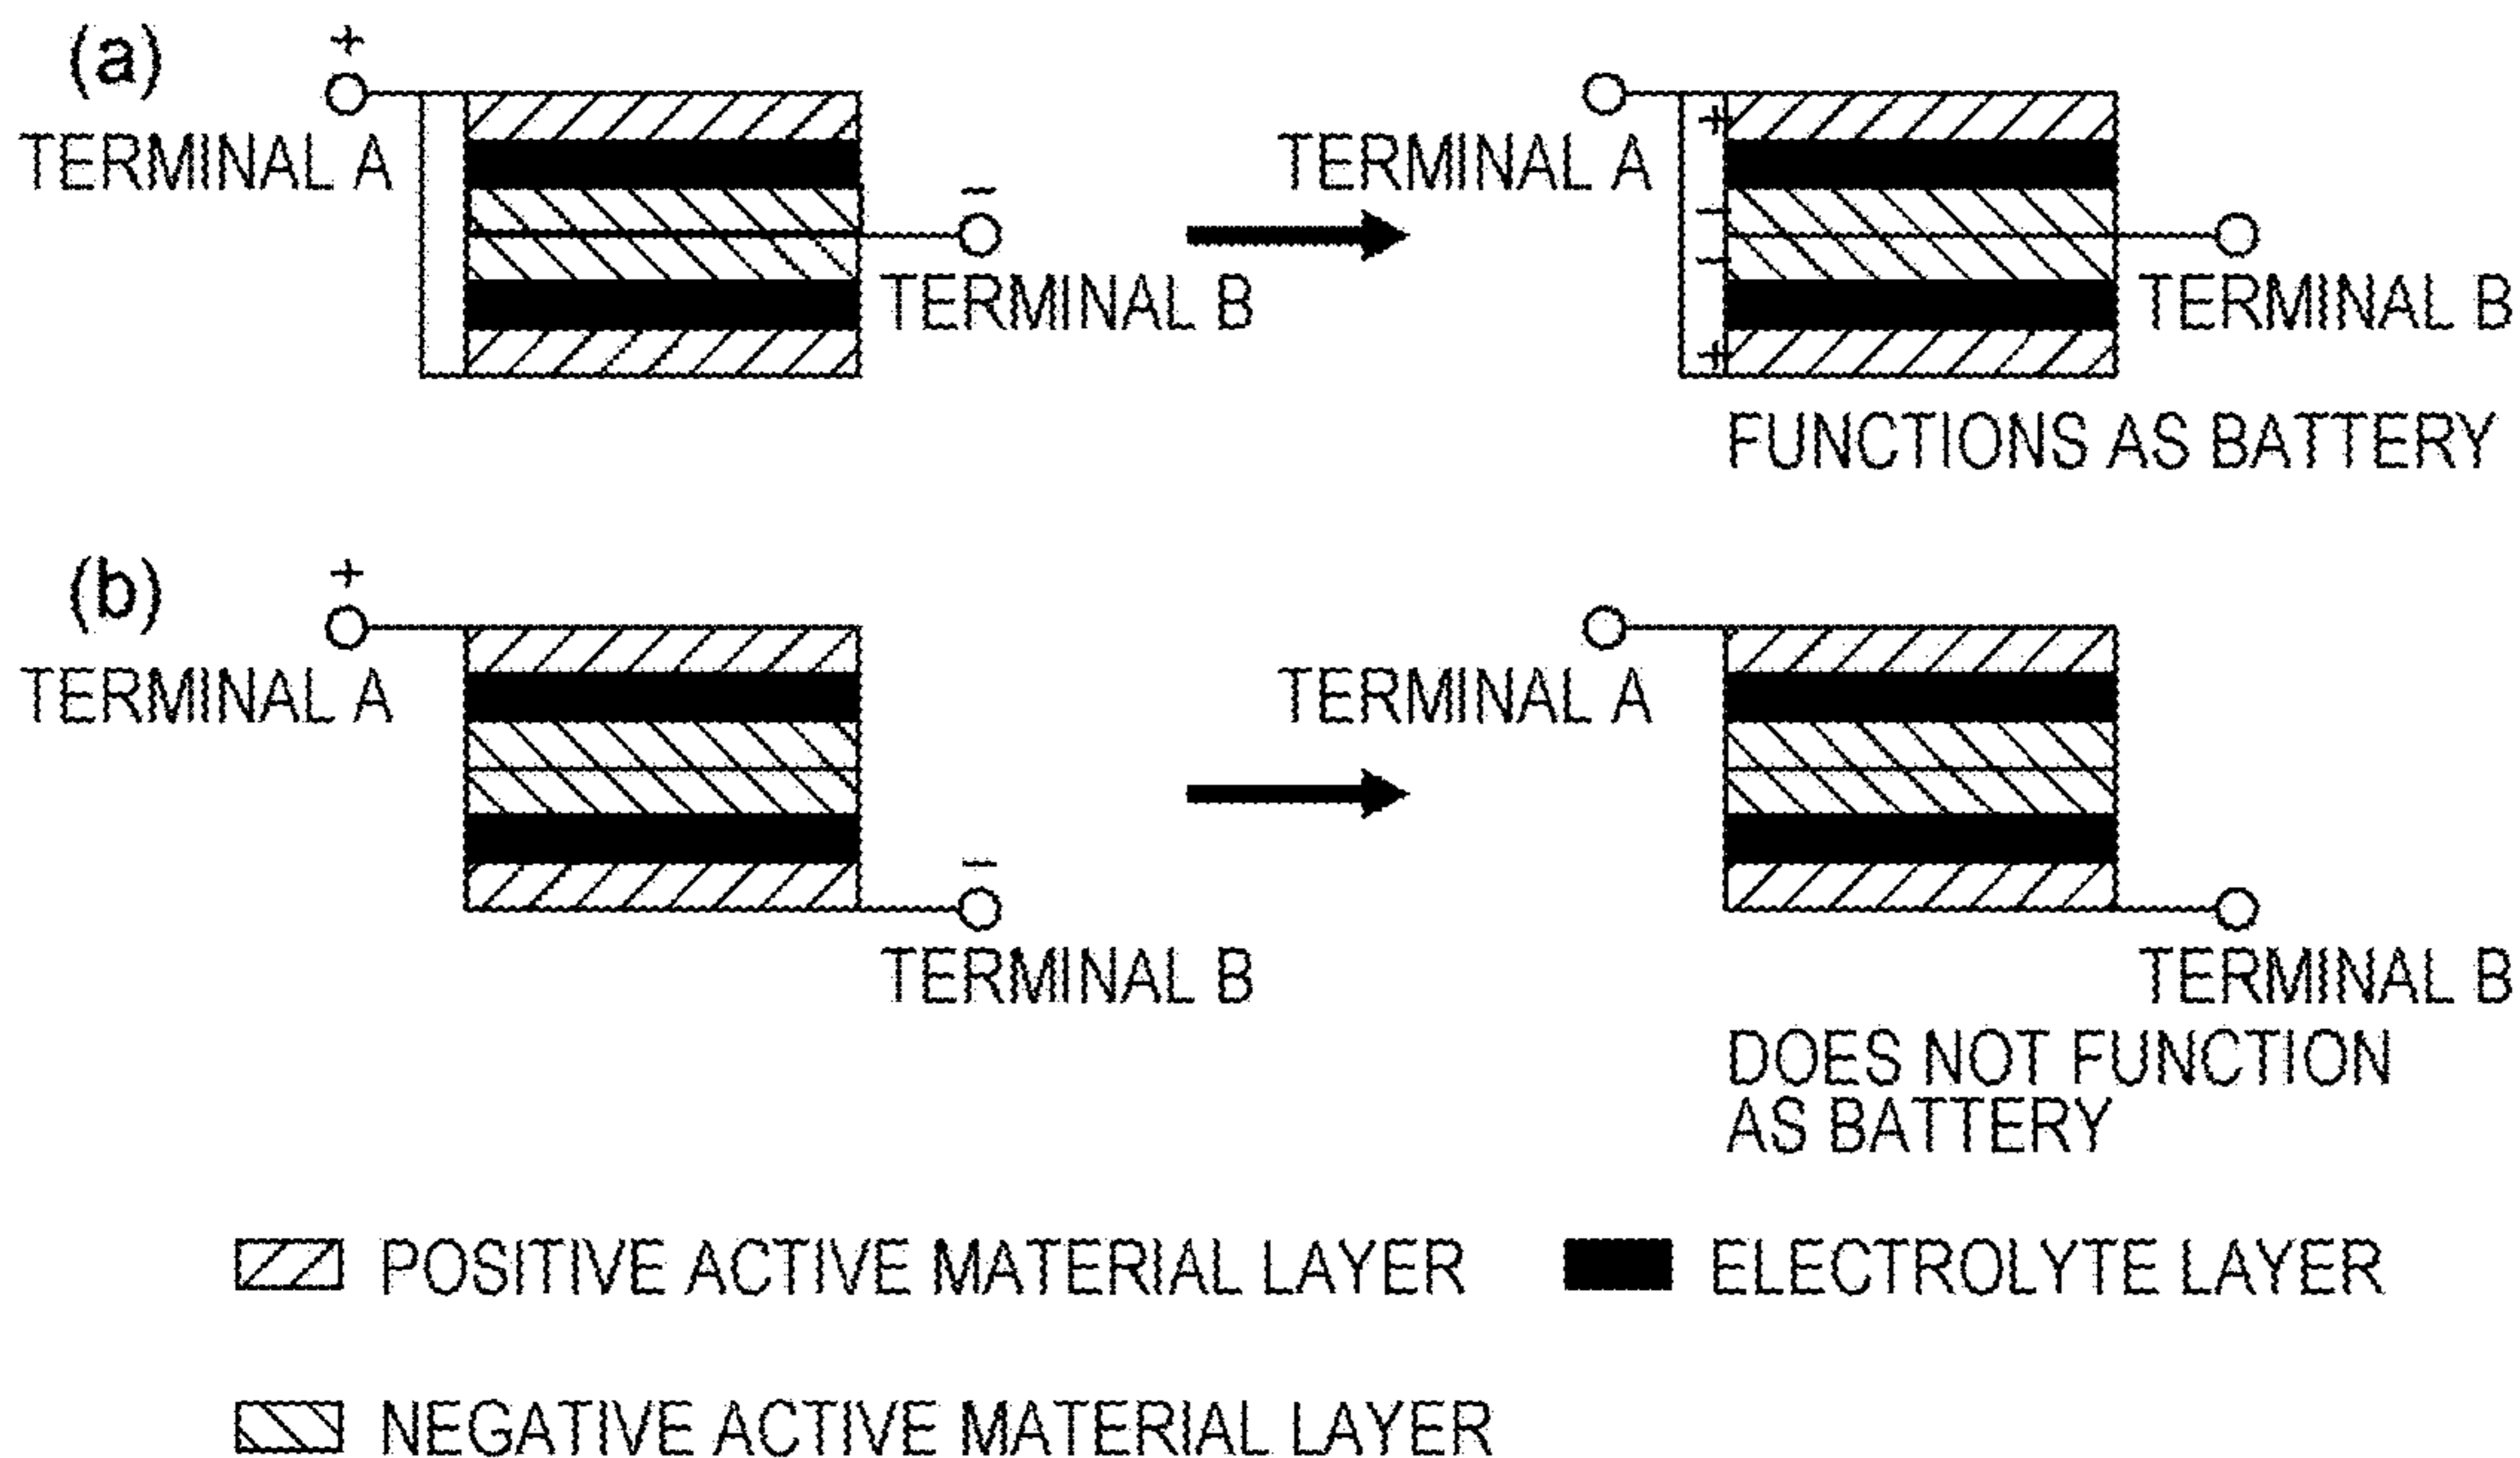 (a)
+
TERMINAL A
−
TERMINAL B
TERMINAL A
+
−
−
+
TERMINAL B
FUNCTIONS AS BATTERY
(b)
+
TERMINAL A
−
TERMINAL B
TERMINAL A
TERMINAL B
DOES NOT FUNCTION
AS BATTERY
POSITIVE ACTIVE MATERIAL LAYER
ELECTROLYTE LAYER
NEGATIVE ACTIVE MATERIAL LAYER